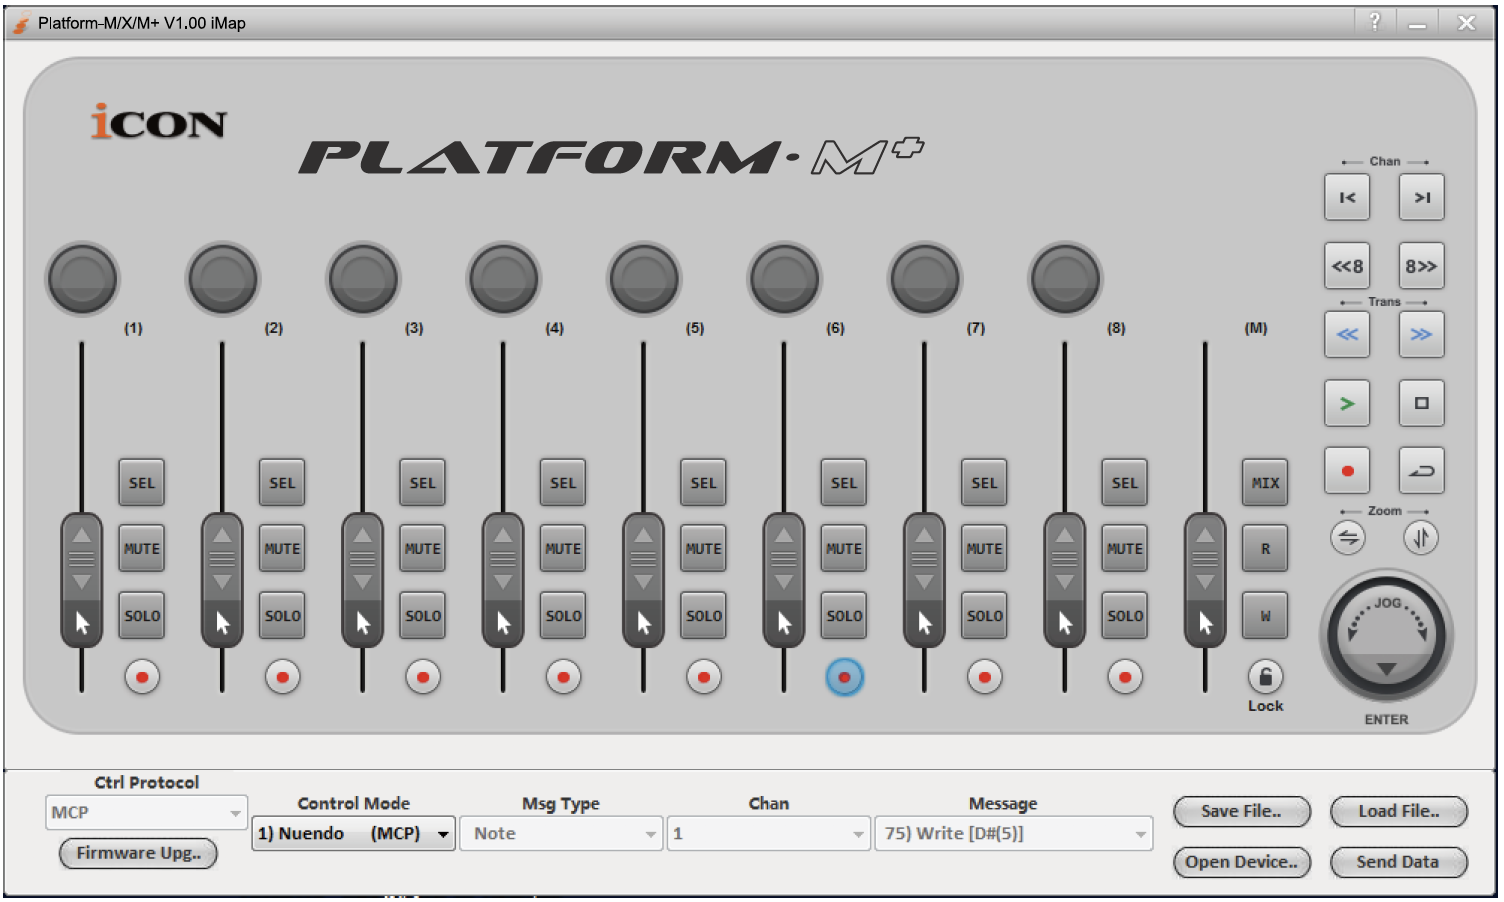 Platform-M/X/M+ V1.00 iMap
?
iCON
PLATFORM·M+
Chan
I< >I
<<8 8>>
Trans
<< >>
(1) (2) (3) (4) (5) (6) (7) (8) (M)
>
SEL SEL SEL SEL SEL SEL SEL SEL MIX
Zoom
MUTE MUTE MUTE MUTE MUTE MUTE MUTE MUTE R
SOLO SOLO SOLO SOLO SOLO SOLO SOLO SOLO W
JOG
Lock
ENTER
Ctrl Protocol
MCP
Control Mode Msg Type Chan Message
1) Nuendo (MCP) Note 1 75) Write [D#(5)]
Firmware Upg..
Save File.. Load File..
Open Device.. Send Data